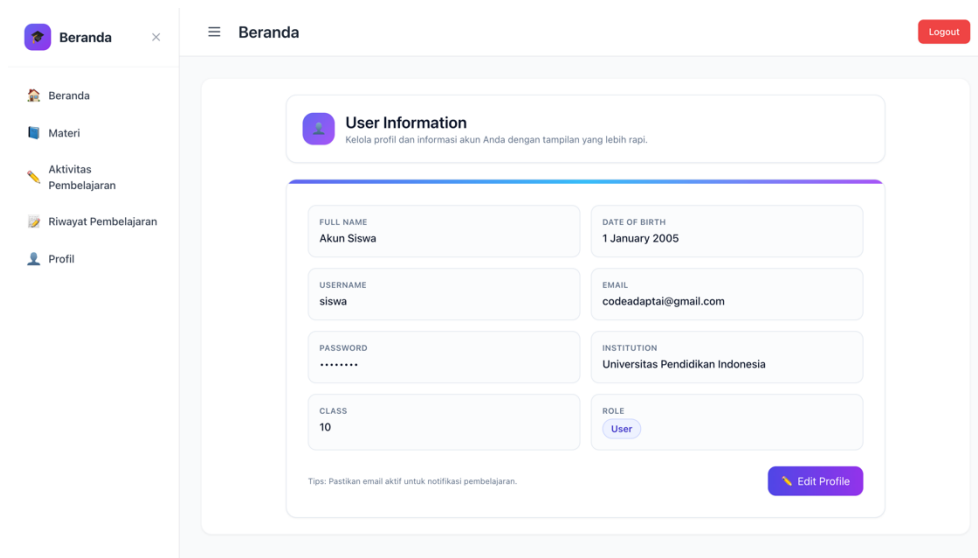 Beranda
Beranda
Materi
Aktivitas
Pembelajaran
Riwayat Pembelajaran
Profil
Beranda
Logout
User Information
Kelola profil dan informasi akun Anda dengan tampilan yang lebih rapi.
FULL NAME
Akun Siswa
DATE OF BIRTH
1 January 2005
USERNAME
siswa
EMAIL
codeadaptai@gmail.com
PASSWORD
••••••••
INSTITUTION
Universitas Pendidikan Indonesia
CLASS
10
ROLE
User
Tips: Pastikan email aktif untuk notifikasi pembelajaran.
Edit Profile